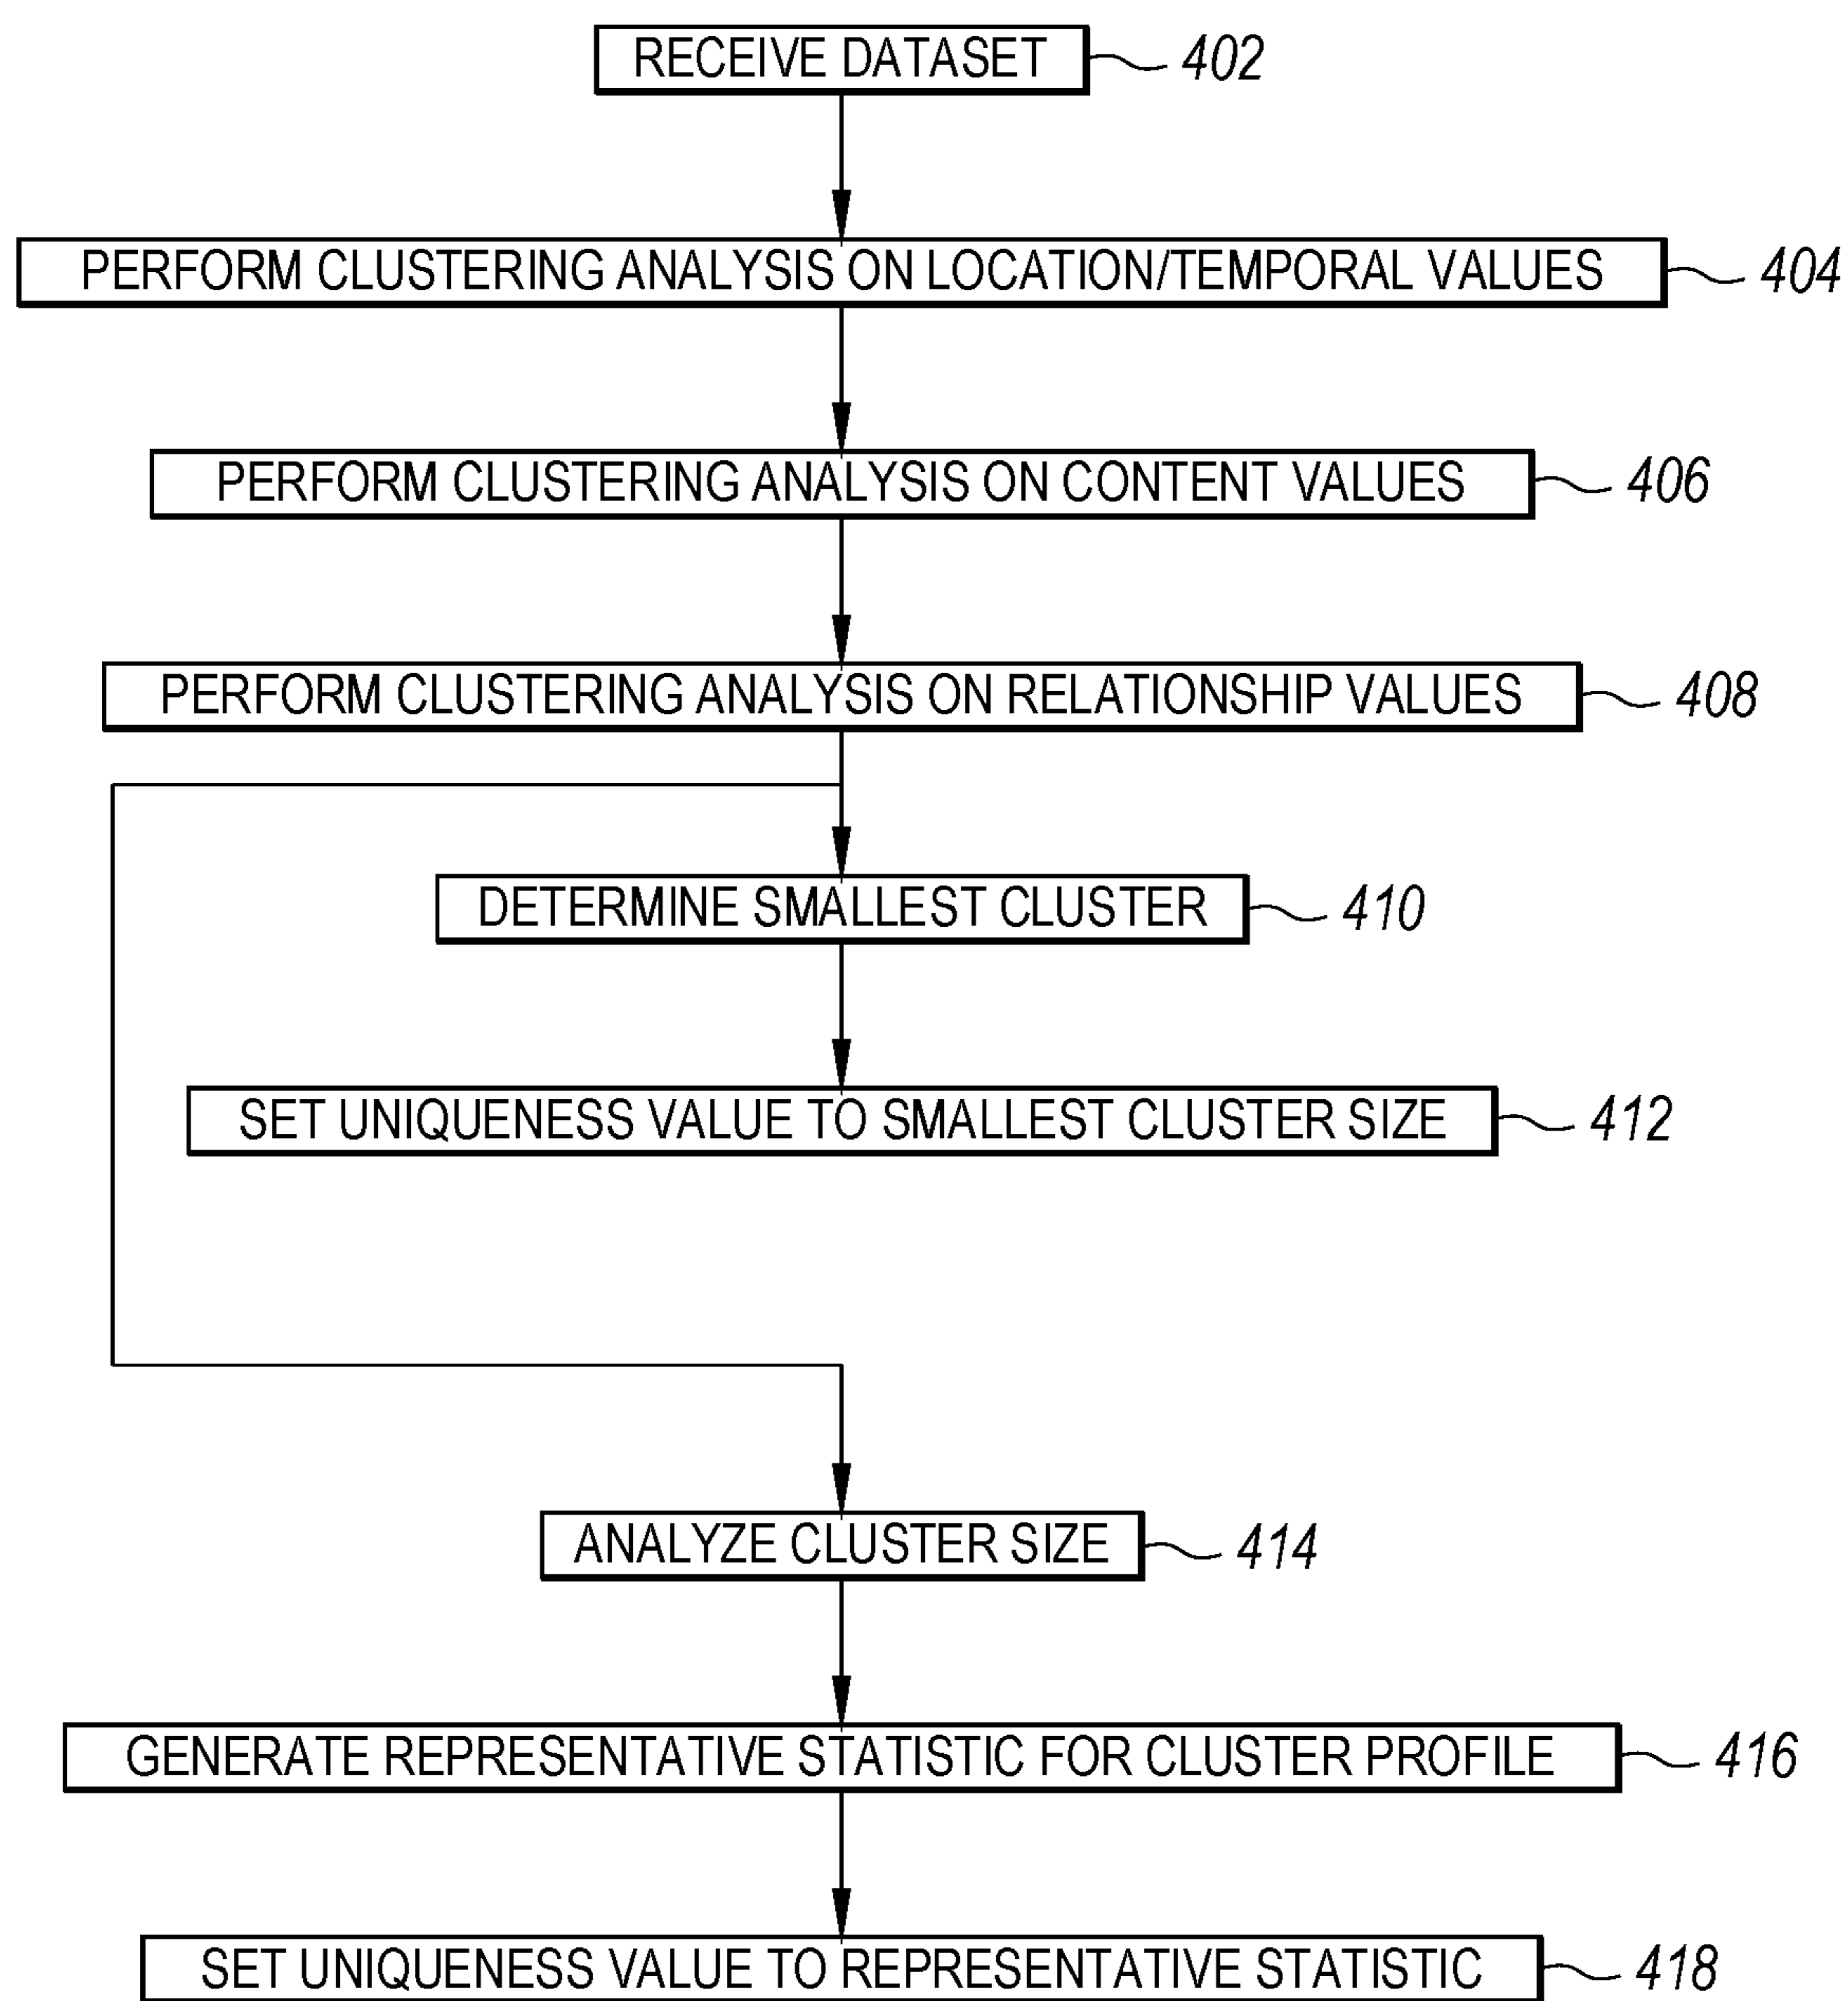 RECEIVE DATASET 402
PERFORM CLUSTERING ANALYSIS ON LOCATION/TEMPORAL VALUES 404
PERFORM CLUSTERING ANALYSIS ON CONTENT VALUES 406
PERFORM CLUSTERING ANALYSIS ON RELATIONSHIP VALUES 408
DETERMINE SMALLEST CLUSTER 410
SET UNIQUENESS VALUE TO SMALLEST CLUSTER SIZE 412
ANALYZE CLUSTER SIZE 414
GENERATE REPRESENTATIVE STATISTIC FOR CLUSTER PROFILE 416
SET UNIQUENESS VALUE TO REPRESENTATIVE STATISTIC 418